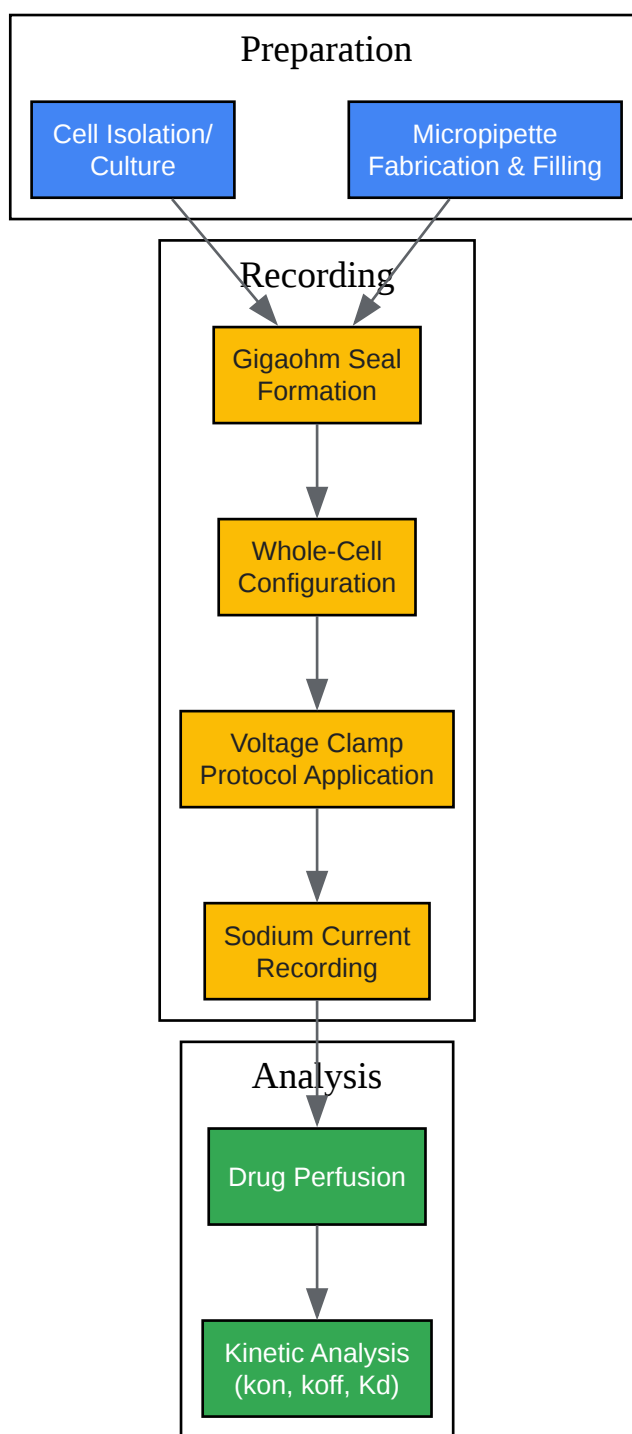 Preparation
Cell Isolation/
Culture
Micropipette
Fabrication & Filling
Recording
Gigaohm Seal
Formation
Whole-Cell
Configuration
Voltage Clamp
Protocol Application
Sodium Current
Recording
Analysis
Drug Perfusion
Kinetic Analysis
(kon, koff, Kd)